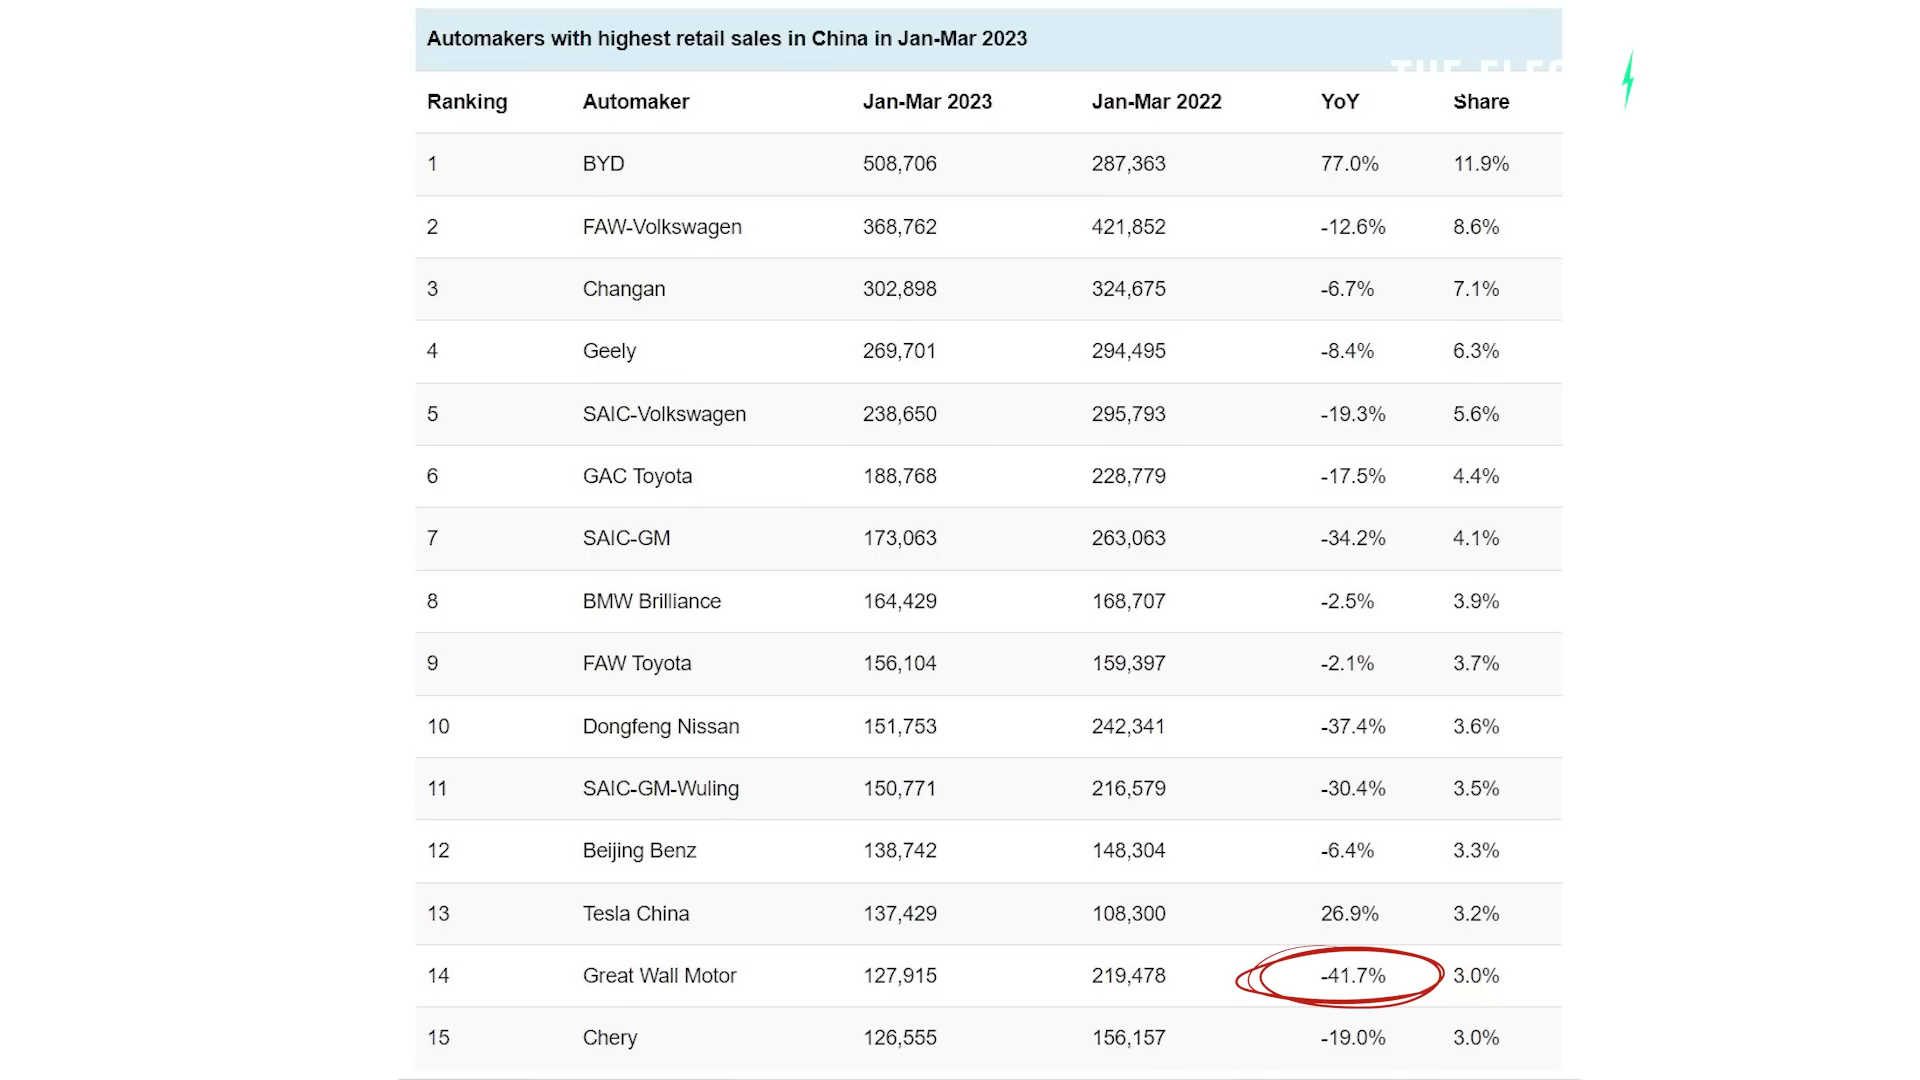 Automakers with highest retail sales in China in Jan-Mar 2023
Ranking Automaker Jan-Mar 2023 Jan-Mar 2022 YoY Share
1 BYD 508,706 287,363 77.0% 11.9%
2 FAW-Volkswagen 368,762 421,852 -12.6% 8.6%
3 Changan 302,898 324,675 -6.7% 7.1%
4 Geely 269,701 294,495 -8.4% 6.3%
5 SAIC-Volkswagen 238,650 295,793 -19.3% 5.6%
6 GAC Toyota 188,768 228,779 -17.5% 4.4%
7 SAIC-GM 173,063 263,063 -34.2% 4.1%
8 BMW Brilliance 164,429 168,707 -2.5% 3.9%
9 FAW Toyota 156,104 159,397 -2.1% 3.7%
10 Dongfeng Nissan 151,753 242,341 -37.4% 3.6%
11 SAIC-GM-Wuling 150,771 216,579 -30.4% 3.5%
12 Beijing Benz 138,742 148,304 -6.4% 3.3%
13 Tesla China 137,429 108,300 26.9% 3.2%
14 Great Wall Motor 127,915 219,478 -41.7% 3.0%
15 Chery 126,555 156,157 -19.0% 3.0%